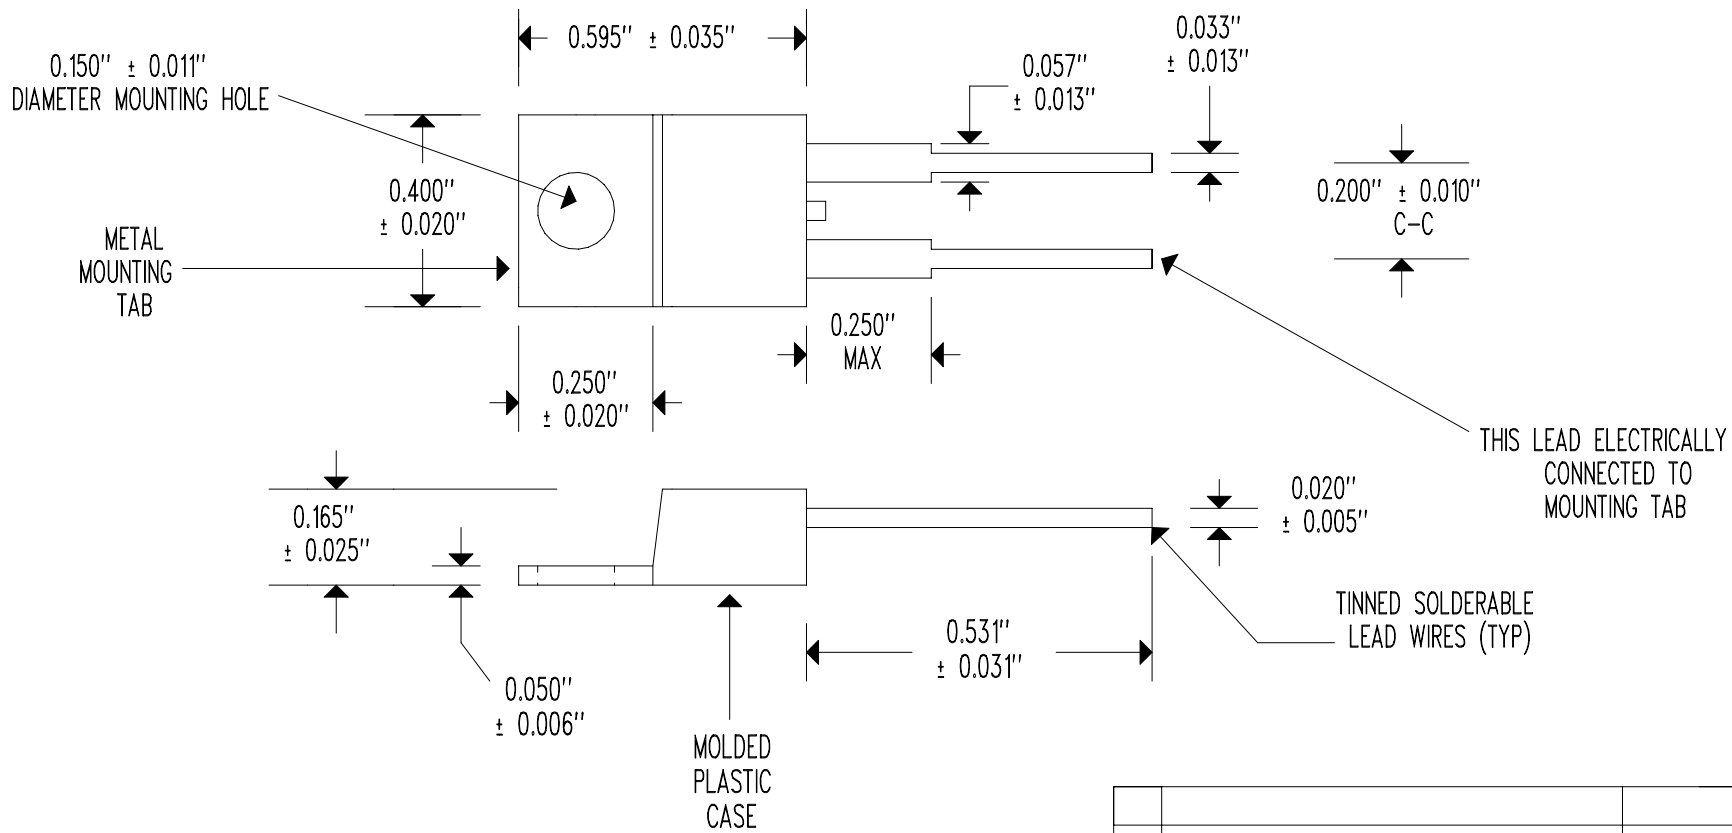 0.595" ± 0.035"
0.033"
± 0.013"
0.150" ± 0.011"
DIAMETER MOUNTING HOLE
0.057"
± 0.013"
0.400"
± 0.020"
0.200" ± 0.010"
C-C
METAL
MOUNTING
TAB
0.250"
MAX
0.250"
± 0.020"
THIS LEAD ELECTRICALLY
CONNECTED TO
MOUNTING TAB
0.165"
± 0.025"
0.020"
± 0.005"
TINNED SOLDERABLE
LEAD WIRES (TYP)
0.531"
± 0.031"
0.050"
± 0.006"
MOLDED
PLASTIC
CASE